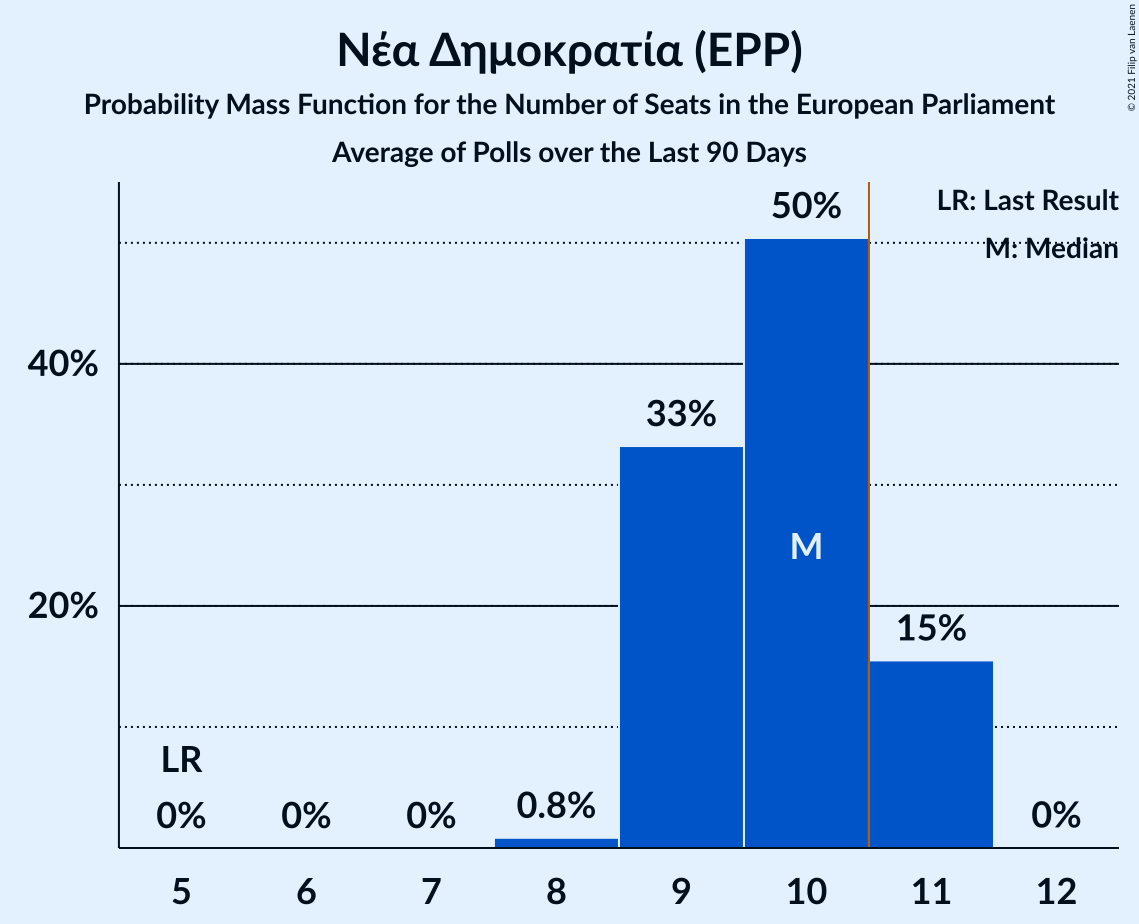 Νέα Δημοκρατία (EPP)
Probability Mass Function for the Number of Seats in the European Parliament
Average of Polls over the Last 90 Days
© 2021 Filip van Laenen
LR: Last Result
M: Median
50%
40%
33%
M
20%
15%
LR
0%
0%
0%
0.8%
0%
5 6 7 8 9 10 11 12